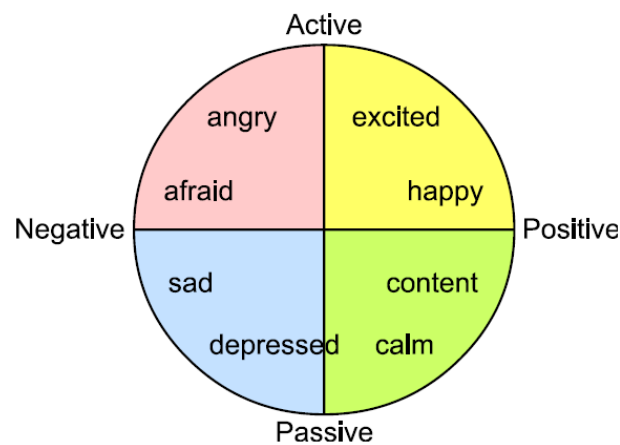 Active
angry excited
afraid happy
Negative Positive
sad content
depressed calm
Passive